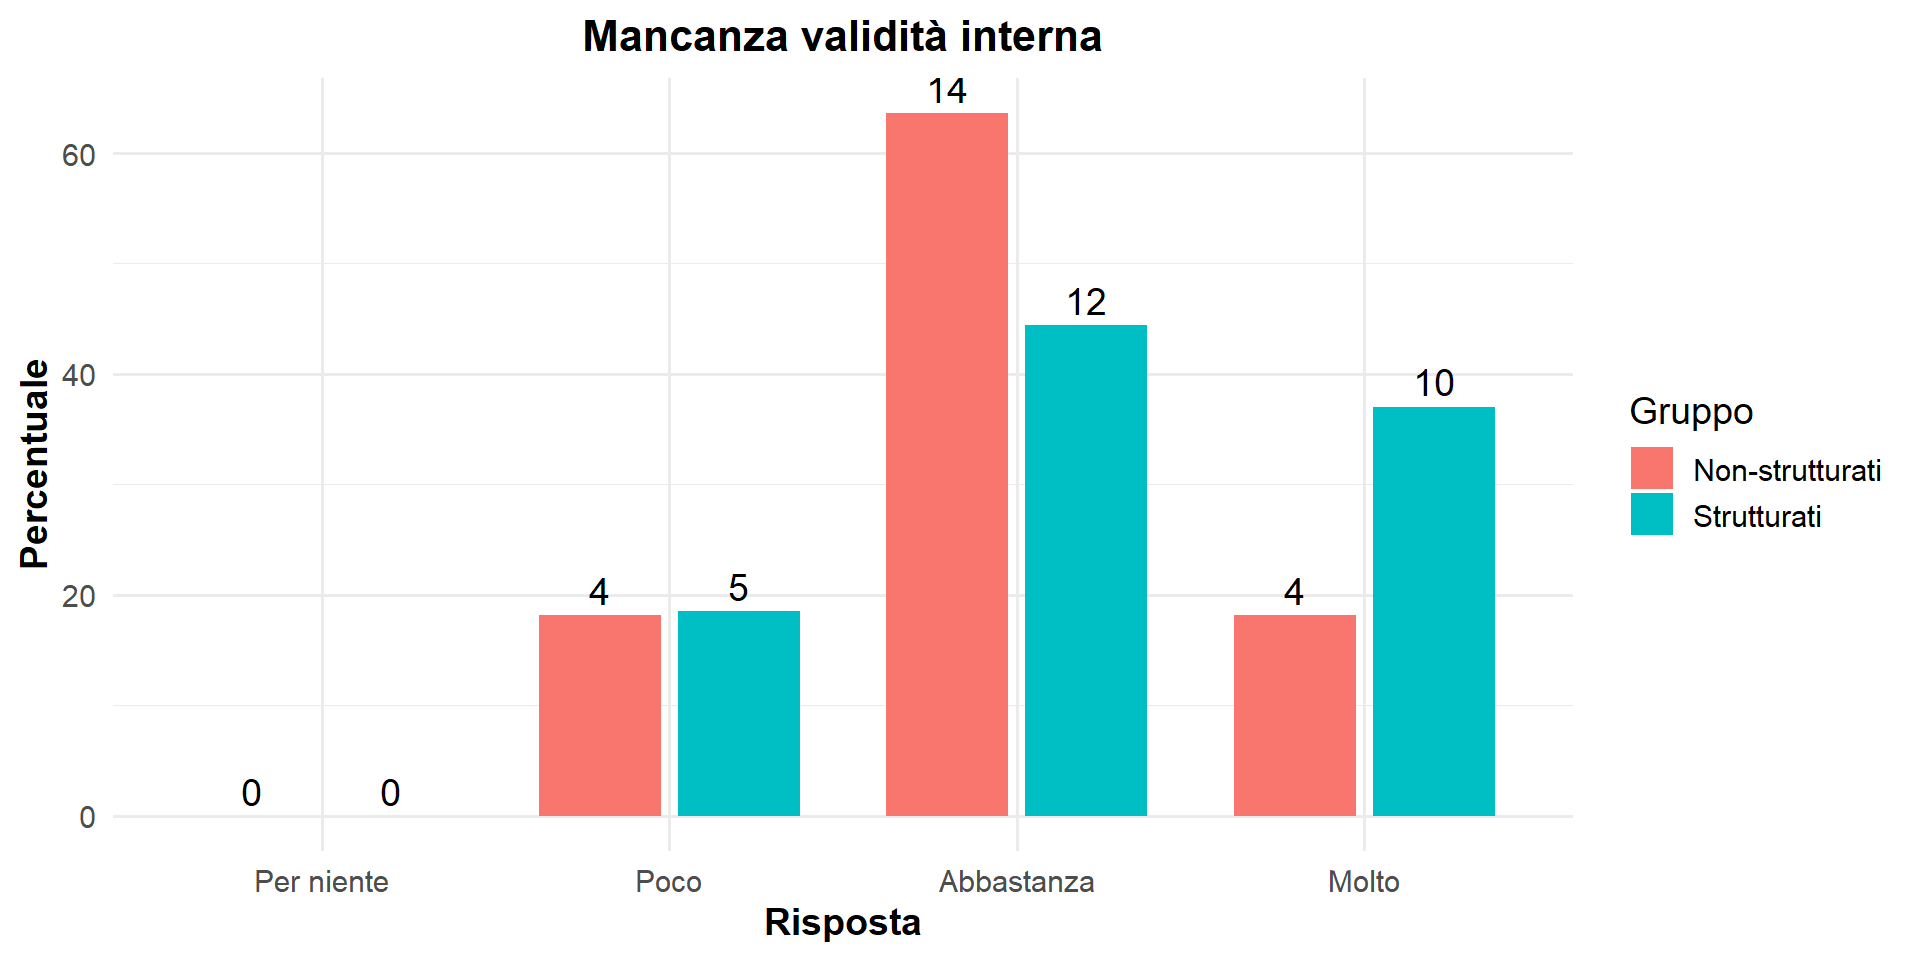 Mancanza validità interna
Percentuale
60
40
20
0
14
12
10
4
5
4
0
0
Per niente
Poco
Abbastanza
Molto
Risposta
Gruppo
Non-strutturati
Strutturati